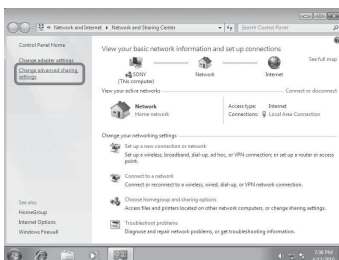 « Network and Internet ▸ Network and Sharing Center
Search Control Panel
Control Panel Home
Change adapter settings
Change advanced sharing
settings
View your basic network information and set up connections
See full map
SONY
(This computer)
Network
Internet
View your active networks
Connect or disconnect
Network
Home network
Access type: Internet
Connections: Local Area Connection
Change your networking settings
Set up a new connection or network
Set up a wireless, broadband, dial-up, ad hoc, or VPN connection; or set up a router or access
point.
Connect to a network
Connect or reconnect to a wireless, wired, dial-up, or VPN network connection.
Choose homegroup and sharing options
Access files and printers located on other network computers, or change sharing settings.
Troubleshoot problems
Diagnose and repair network problems, or get troubleshooting information.
See also
HomeGroup
Internet Options
Windows Firewall
7:36 PM